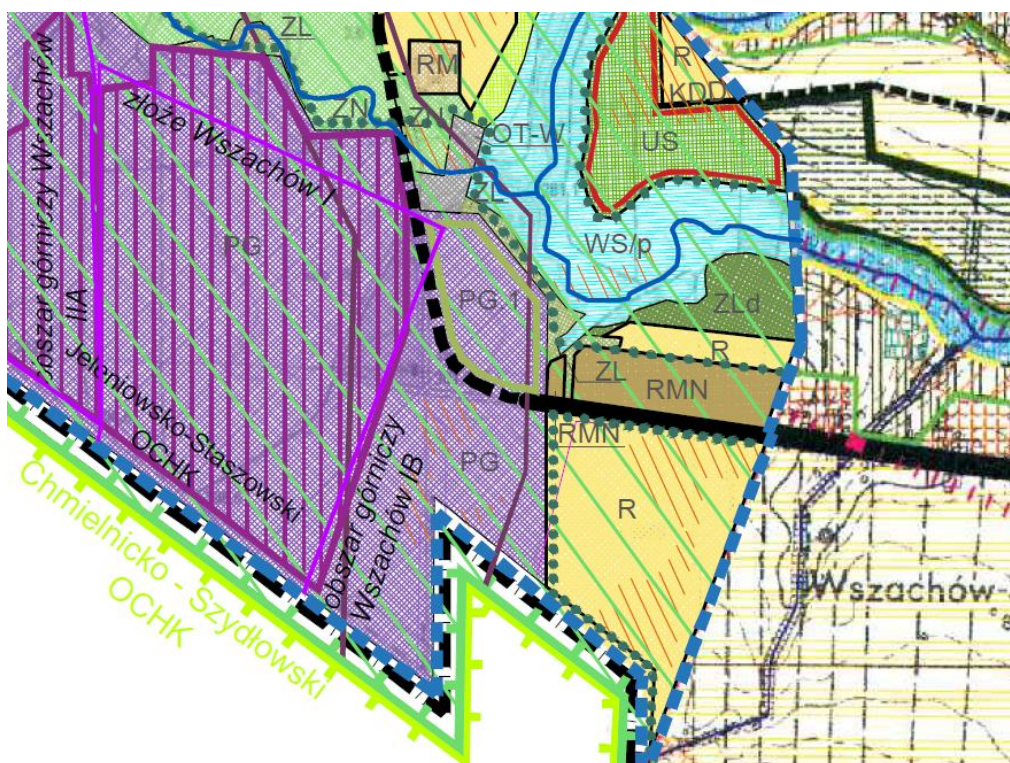 ZL
RM
R
KDD
ZN
ZN
OT-W
US
złoże Wszachów I
obszar górniczy Wszachów
IIA
ZL
PG
WS/p
PG.1
ZLd
R
ZL
RMN
Jeleniowsko-Staszowski
OCHK
RMN
PG
R
obszar górniczy
Wszachów IB
Chmielnicko - Szydłowski
OCHK
Wszachów-